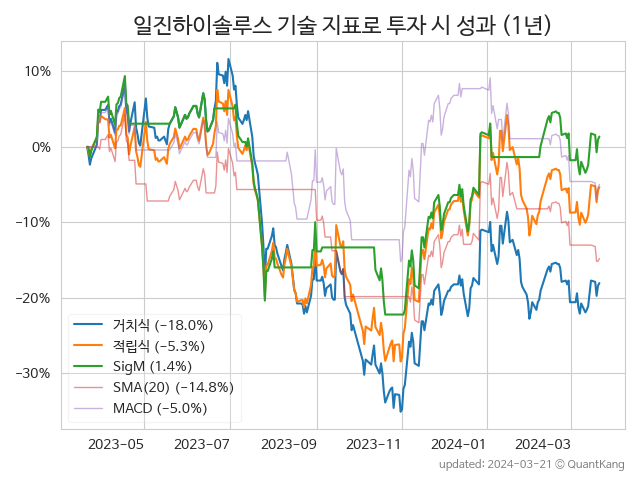 일진하이솔루스 기술 지표로 투자 시 성과 (1년)
10%
0%
−10%
−20%
−30%
거치식 (−18.0%)
적립식 (−5.3%)
SigM (1.4%)
SMA(20) (−14.8%)
MACD (−5.0%)
2023−05 2023−07 2023−09 2023−11 2024−01 2024−03
updated: 2024-03-21 © QuantKang